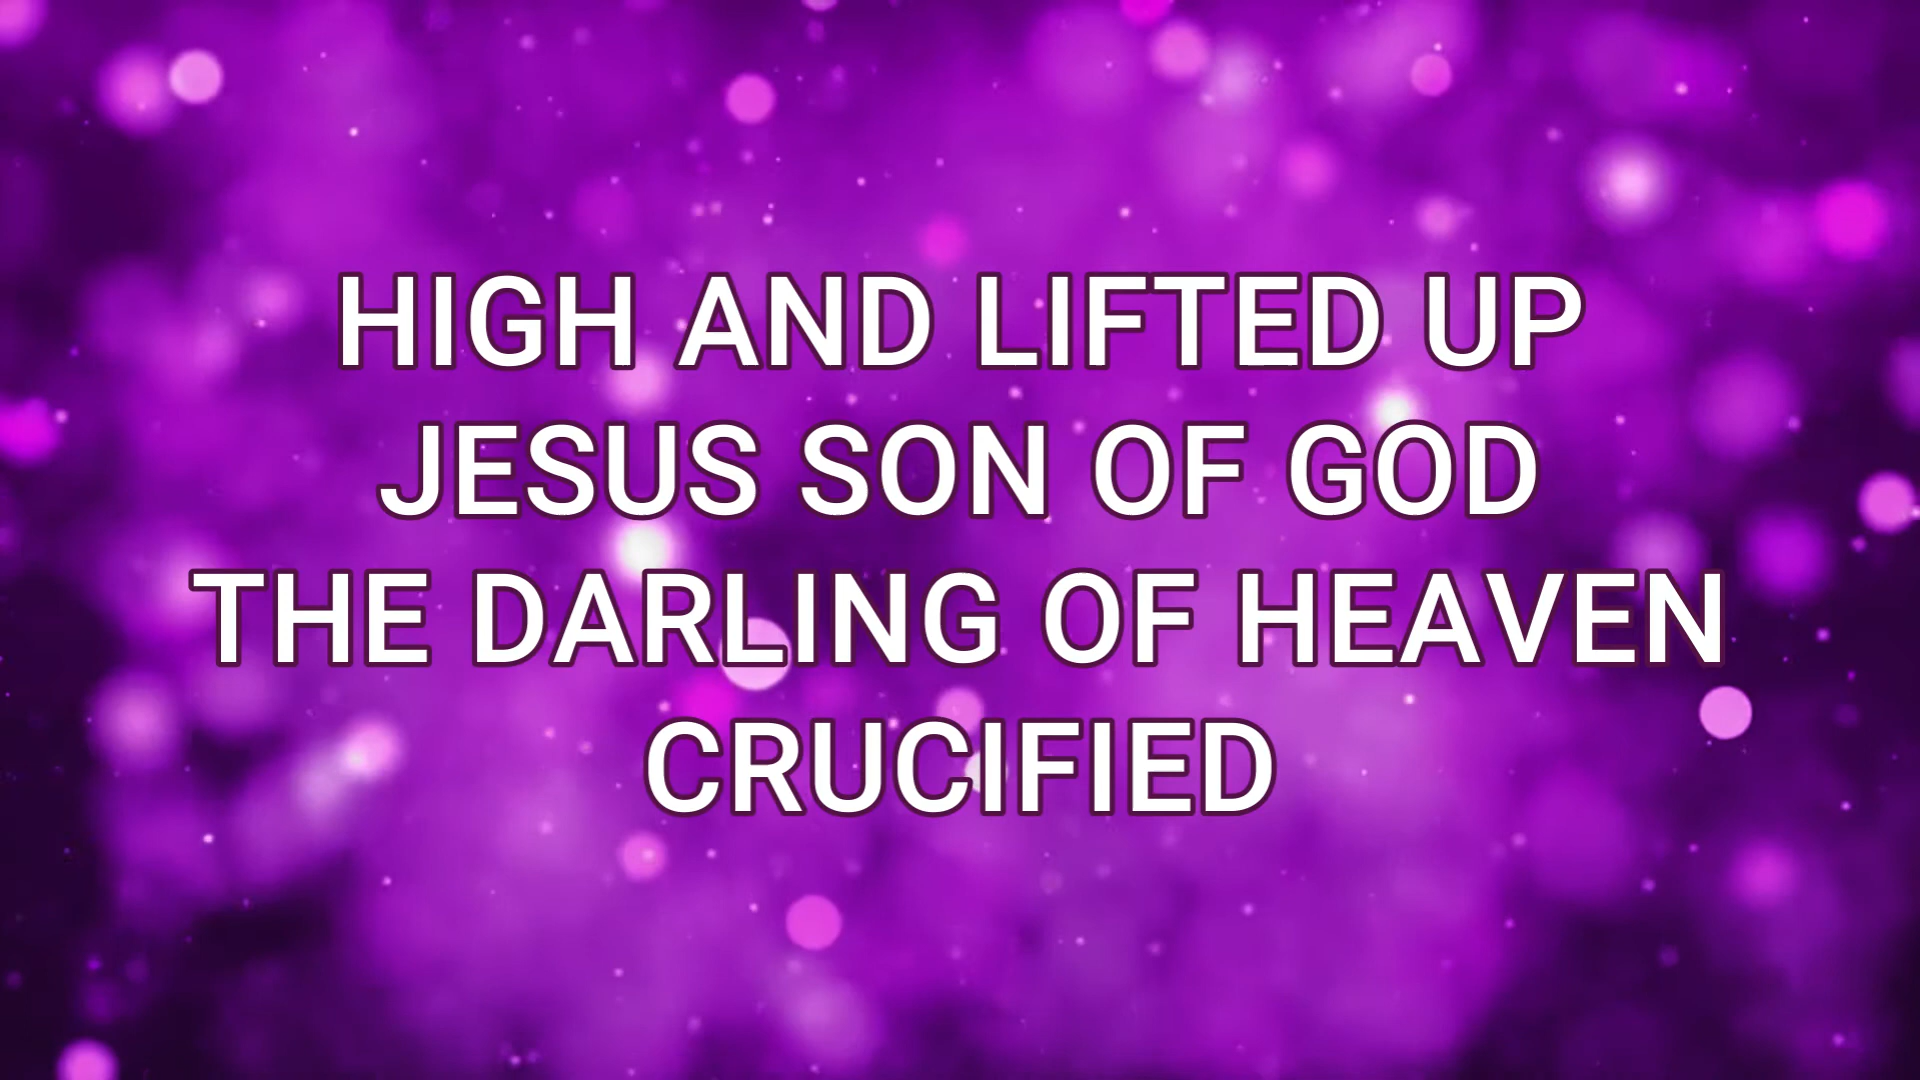 HIGH AND LIFTED UP
JESUS SON OF GOD
THE DARLING OF HEAVEN
CRUCIFIED